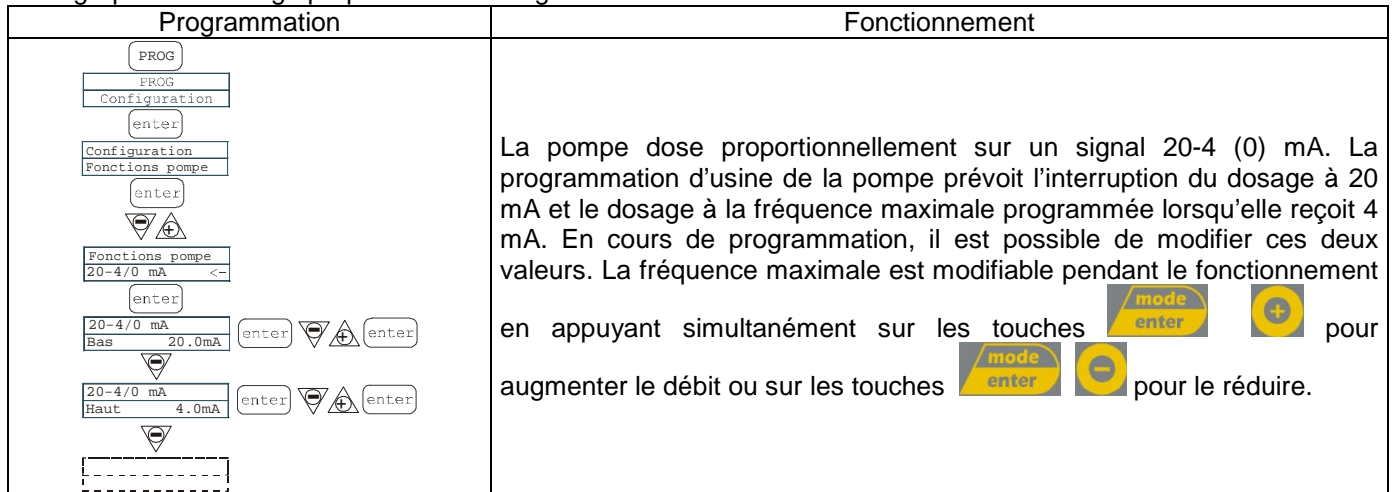 Programmation
Fonctionnement
PROG
PROG
Configuration
enter
Configuration
Fonctions pompe
enter
Fonctions pompe
20-4/0 mA <-
enter
20-4/0 mA
Bas 20.0mA
enter
enter
20-4/0 mA
Haut 4.0mA
enter
enter
La pompe dose proportionnellement sur un signal 20-4 (0) mA. La
programmation d'usine de la pompe prévoit l'interruption du dosage à 20
mA et le dosage à la fréquence maximale programmée lorsqu'elle reçoit 4
mA. En cours de programmation, il est possible de modifier ces deux
valeurs. La fréquence maximale est modifiable pendant le fonctionnement
en appuyant simultanément sur les touches mode enter + pour
augmenter le débit ou sur les touches mode enter - pour le réduire.